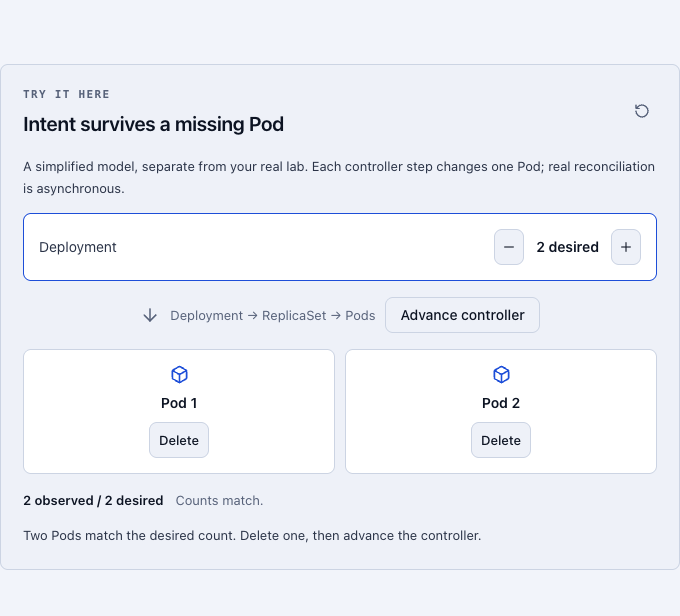 TRY IT HERE
Intent survives a missing Pod
A simplified model, separate from your real lab. Each controller step changes one Pod; real reconciliation
is asynchronous.
Deployment
− 2 desired +
Deployment → ReplicaSet → Pods Advance controller
Pod 1
Delete
Pod 2
Delete
2 observed / 2 desired Counts match.
Two Pods match the desired count. Delete one, then advance the controller.